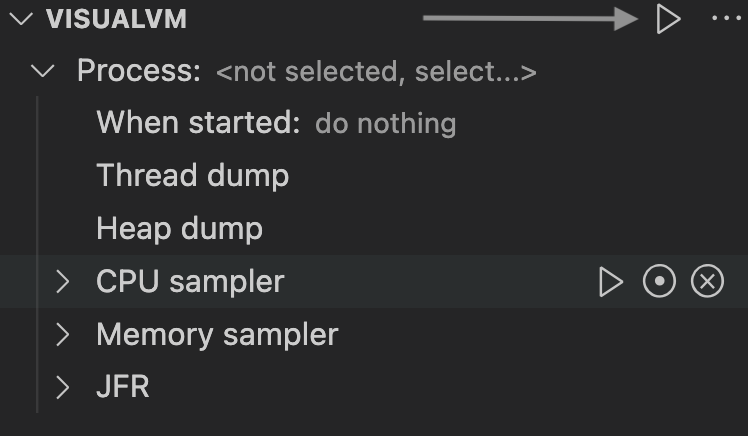 VISUALVM
Process: <not selected, select...>
When started: do nothing
Thread dump
Heap dump
CPU sampler
Memory sampler
JFR